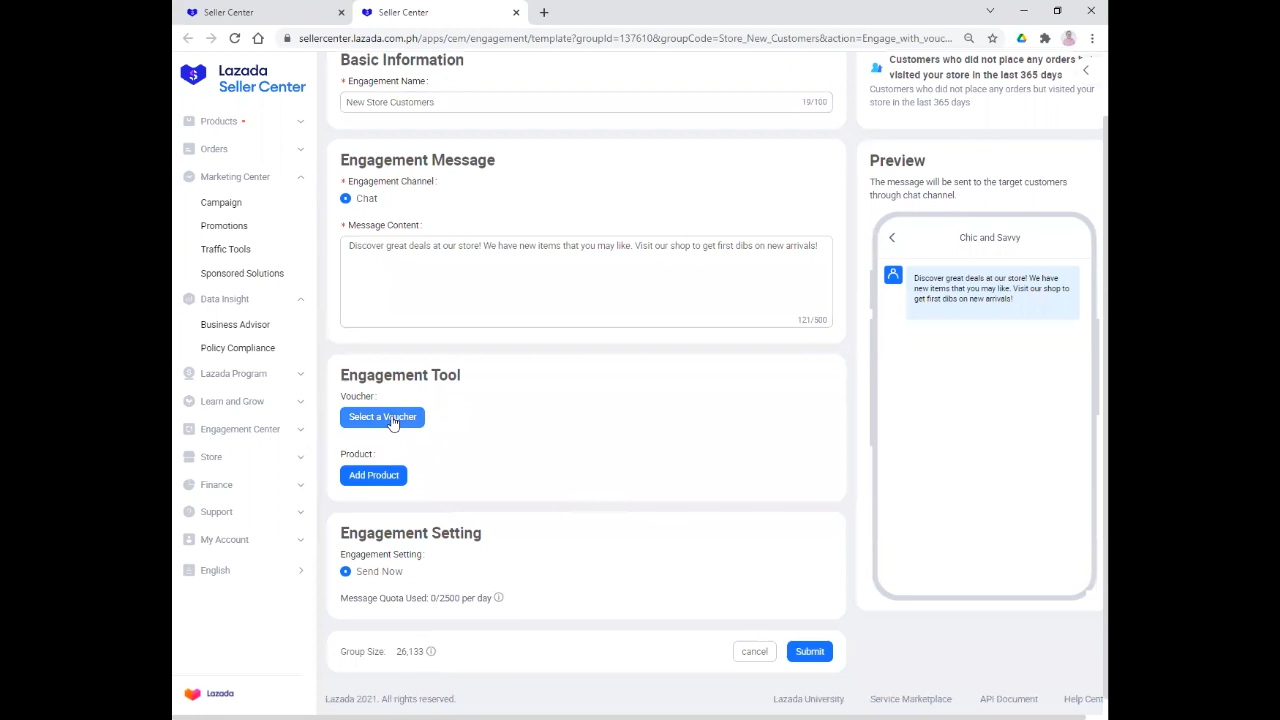 Seller Center
Seller Center
sellercenter.lazada.com.ph/apps/cem/engagement/template?groupId=137610&groupCode=Store_New_Customers&action=Engage_with_vouc...
Lazada
Seller Center
Products
Orders
Marketing Center
Campaign
Promotions
Traffic Tools
Sponsored Solutions
Data Insight
Business Advisor
Policy Compliance
Lazada Program
Learn and Grow
Engagement Center
Store
Finance
Support
My Account
English
Lazada
Basic Information
* Engagement Name:
New Store Customers
19/100
Engagement Message
* Engagement Channel:
Chat
* Message Content:
Discover great deals at our store! We have new items that you may like. Visit our shop to get first dibs on new arrivals!
121/500
Engagement Tool
Voucher:
Select a Voucher
Product:
Add Product
Engagement Setting
Engagement Setting:
Send Now
Message Quota Used: 0/2500 per day
Group Size: 26,133
cancel
Submit
Customers who did not place any orders
visited your store in the last 365 days
Customers who did not place any orders but visited your
store in the last 365 days
Preview
The message will be sent to the target customers
through chat channel.
Chic and Savvy
Discover great deals at our store! We have
new items that you may like. Visit our shop to
get first dibs on new arrivals!
Lazada 2021. All rights reserved.
Lazada University
Service Marketplace
API Document
Help Cent